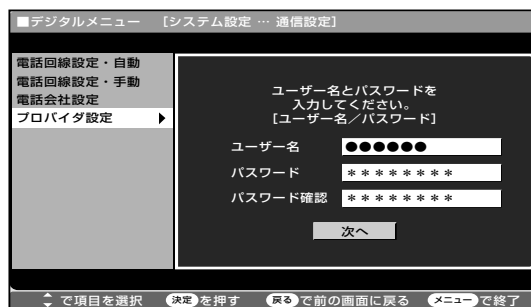 ■デジタルメニュー ［システム設定 … 通信設定］
電話回線設定・自動
電話回線設定・手動
電話会社設定
プロバイダ設定
ユーザー名とパスワードを
入力してください。
［ユーザー名／パスワード］
ユーザー名 ●●●●●●
パスワード ＊＊＊＊＊＊＊＊
パスワード確認 ＊＊＊＊＊＊＊＊
次へ
で項目を選択 決定を押す 戻るで前の画面に戻る メニューで終了